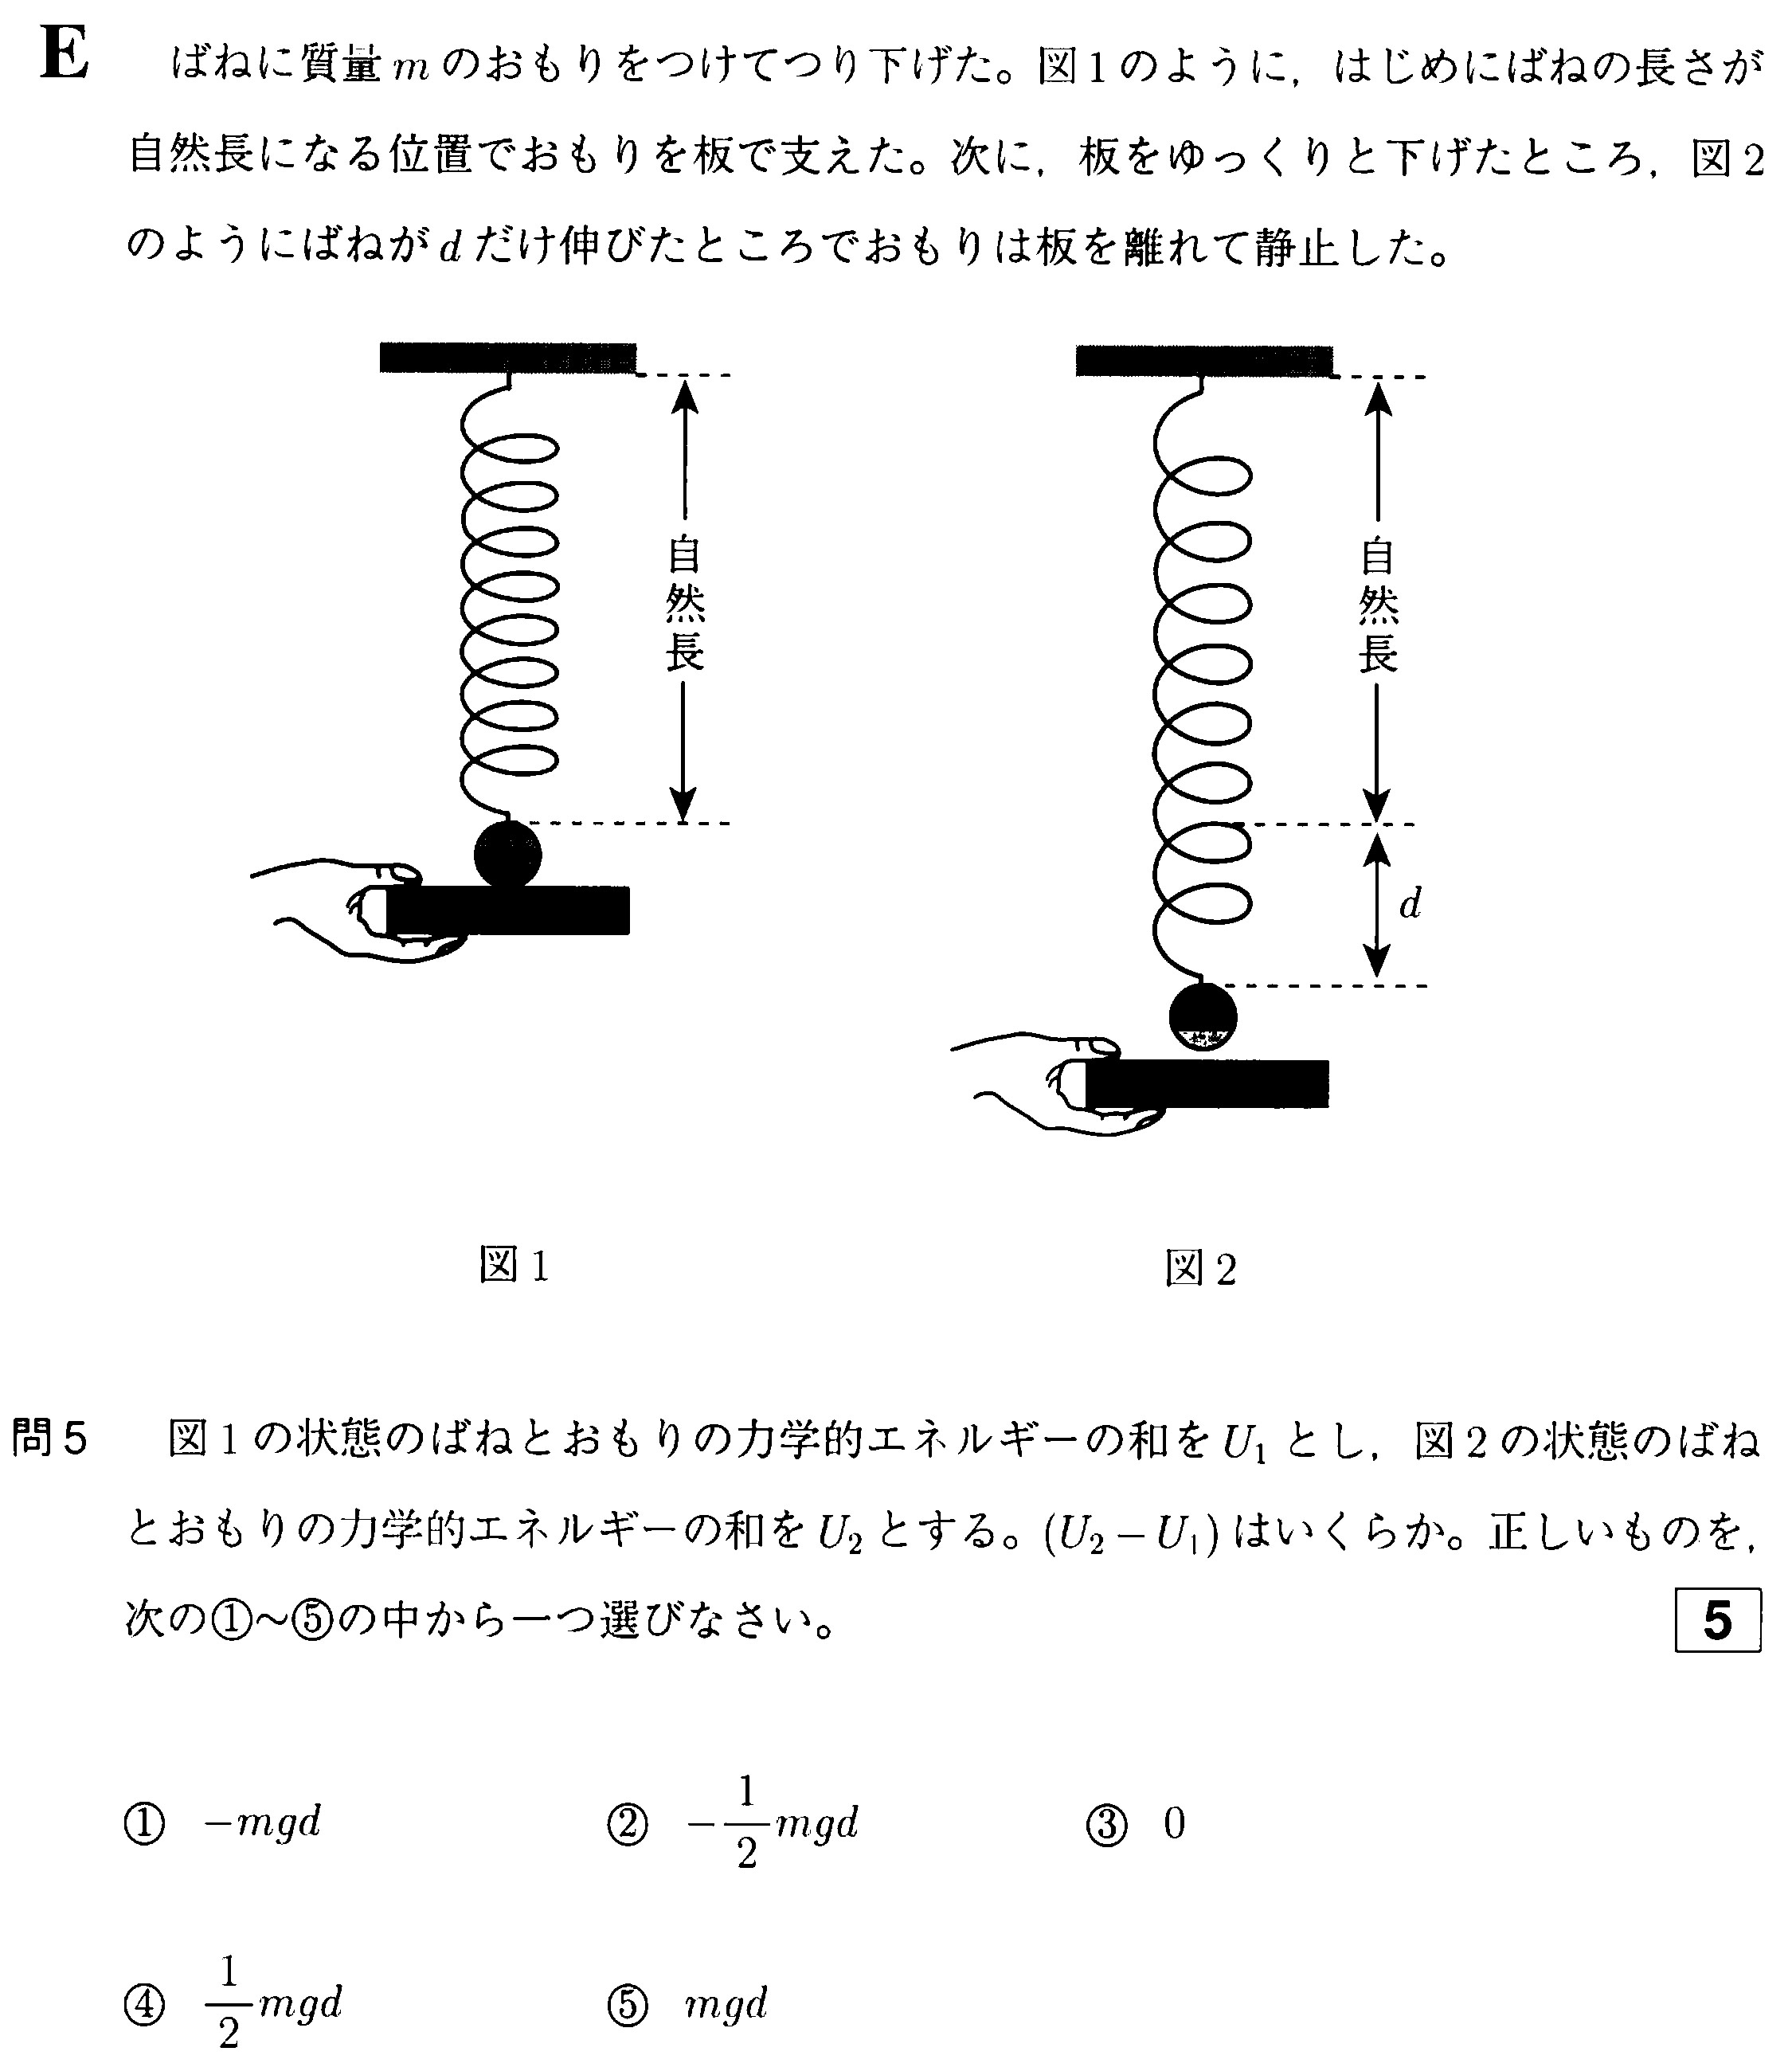 E ばねに質量 m のおもりをつけてつり下げた。図1のように，はじめにばねの長さが
自然長になる位置でおもりを板で支えた。次に，板をゆっくりと下げたところ，図2
のようにばねが d だけ伸びたところでおもりは板を離れて静止した。
自然長
自然長
d
図1
図2
問5 図1の状態のばねとおもりの力学的エネルギーの和を U₁ とし，図2の状態のばね
とおもりの力学的エネルギーの和を U₂ とする。(U₂ − U₁) はいくらか。正しいものを，
次の①～⑤の中から一つ選びなさい。 5
① −mgd ② −1/2 mgd ③ 0
④ 1/2 mgd ⑤ mgd